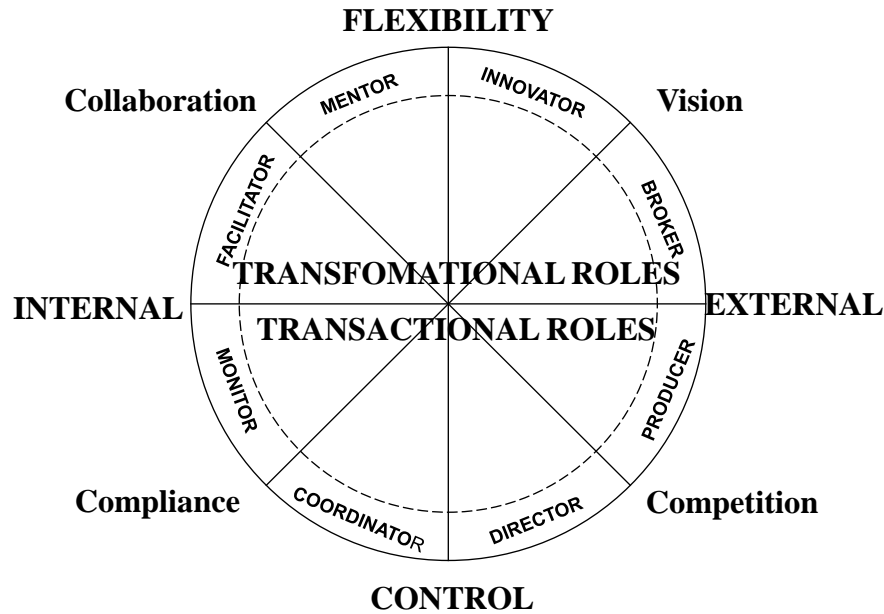 FLEXIBILITY
MENTOR
INNOVATOR
Collaboration
Vision
FACILITATOR
BROKER
TRANSFOMATIONAL ROLES
INTERNAL
EXTERNAL
TRANSACTIONAL ROLES
MONITOR
PRODUCER
Compliance
Competition
COORDINATOR
DIRECTOR
CONTROL